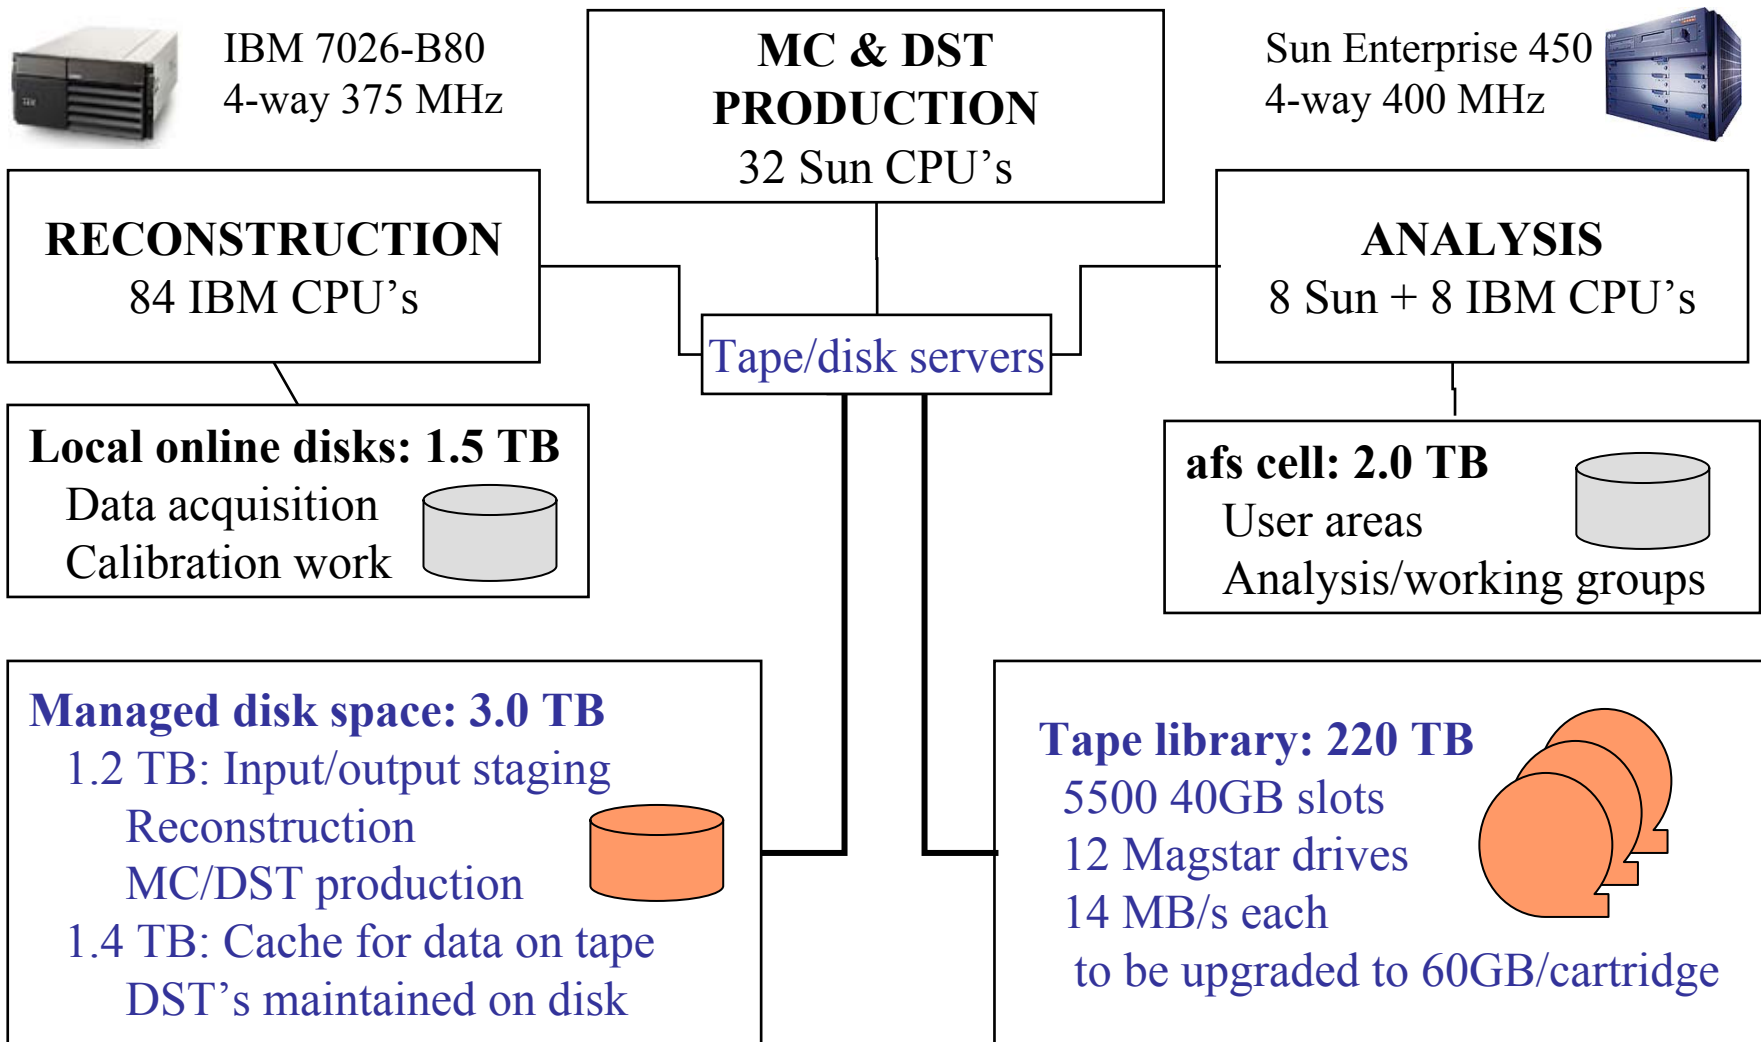 IBM 7026-B80
4-way 375 MHz
MC & DST
PRODUCTION
32 Sun CPU’s
Sun Enterprise 450
4-way 400 MHz
RECONSTRUCTION
84 IBM CPU’s
ANALYSIS
8 Sun + 8 IBM CPU’s
Tape/disk servers
Local online disks: 1.5 TB
Data acquisition
Calibration work
afs cell: 2.0 TB
User areas
Analysis/working groups
Managed disk space: 3.0 TB
1.2 TB: Input/output staging
Reconstruction
MC/DST production
1.4 TB: Cache for data on tape
DST’s maintained on disk
Tape library: 220 TB
5500 40GB slots
12 Magstar drives
14 MB/s each
to be upgraded to 60GB/cartridge